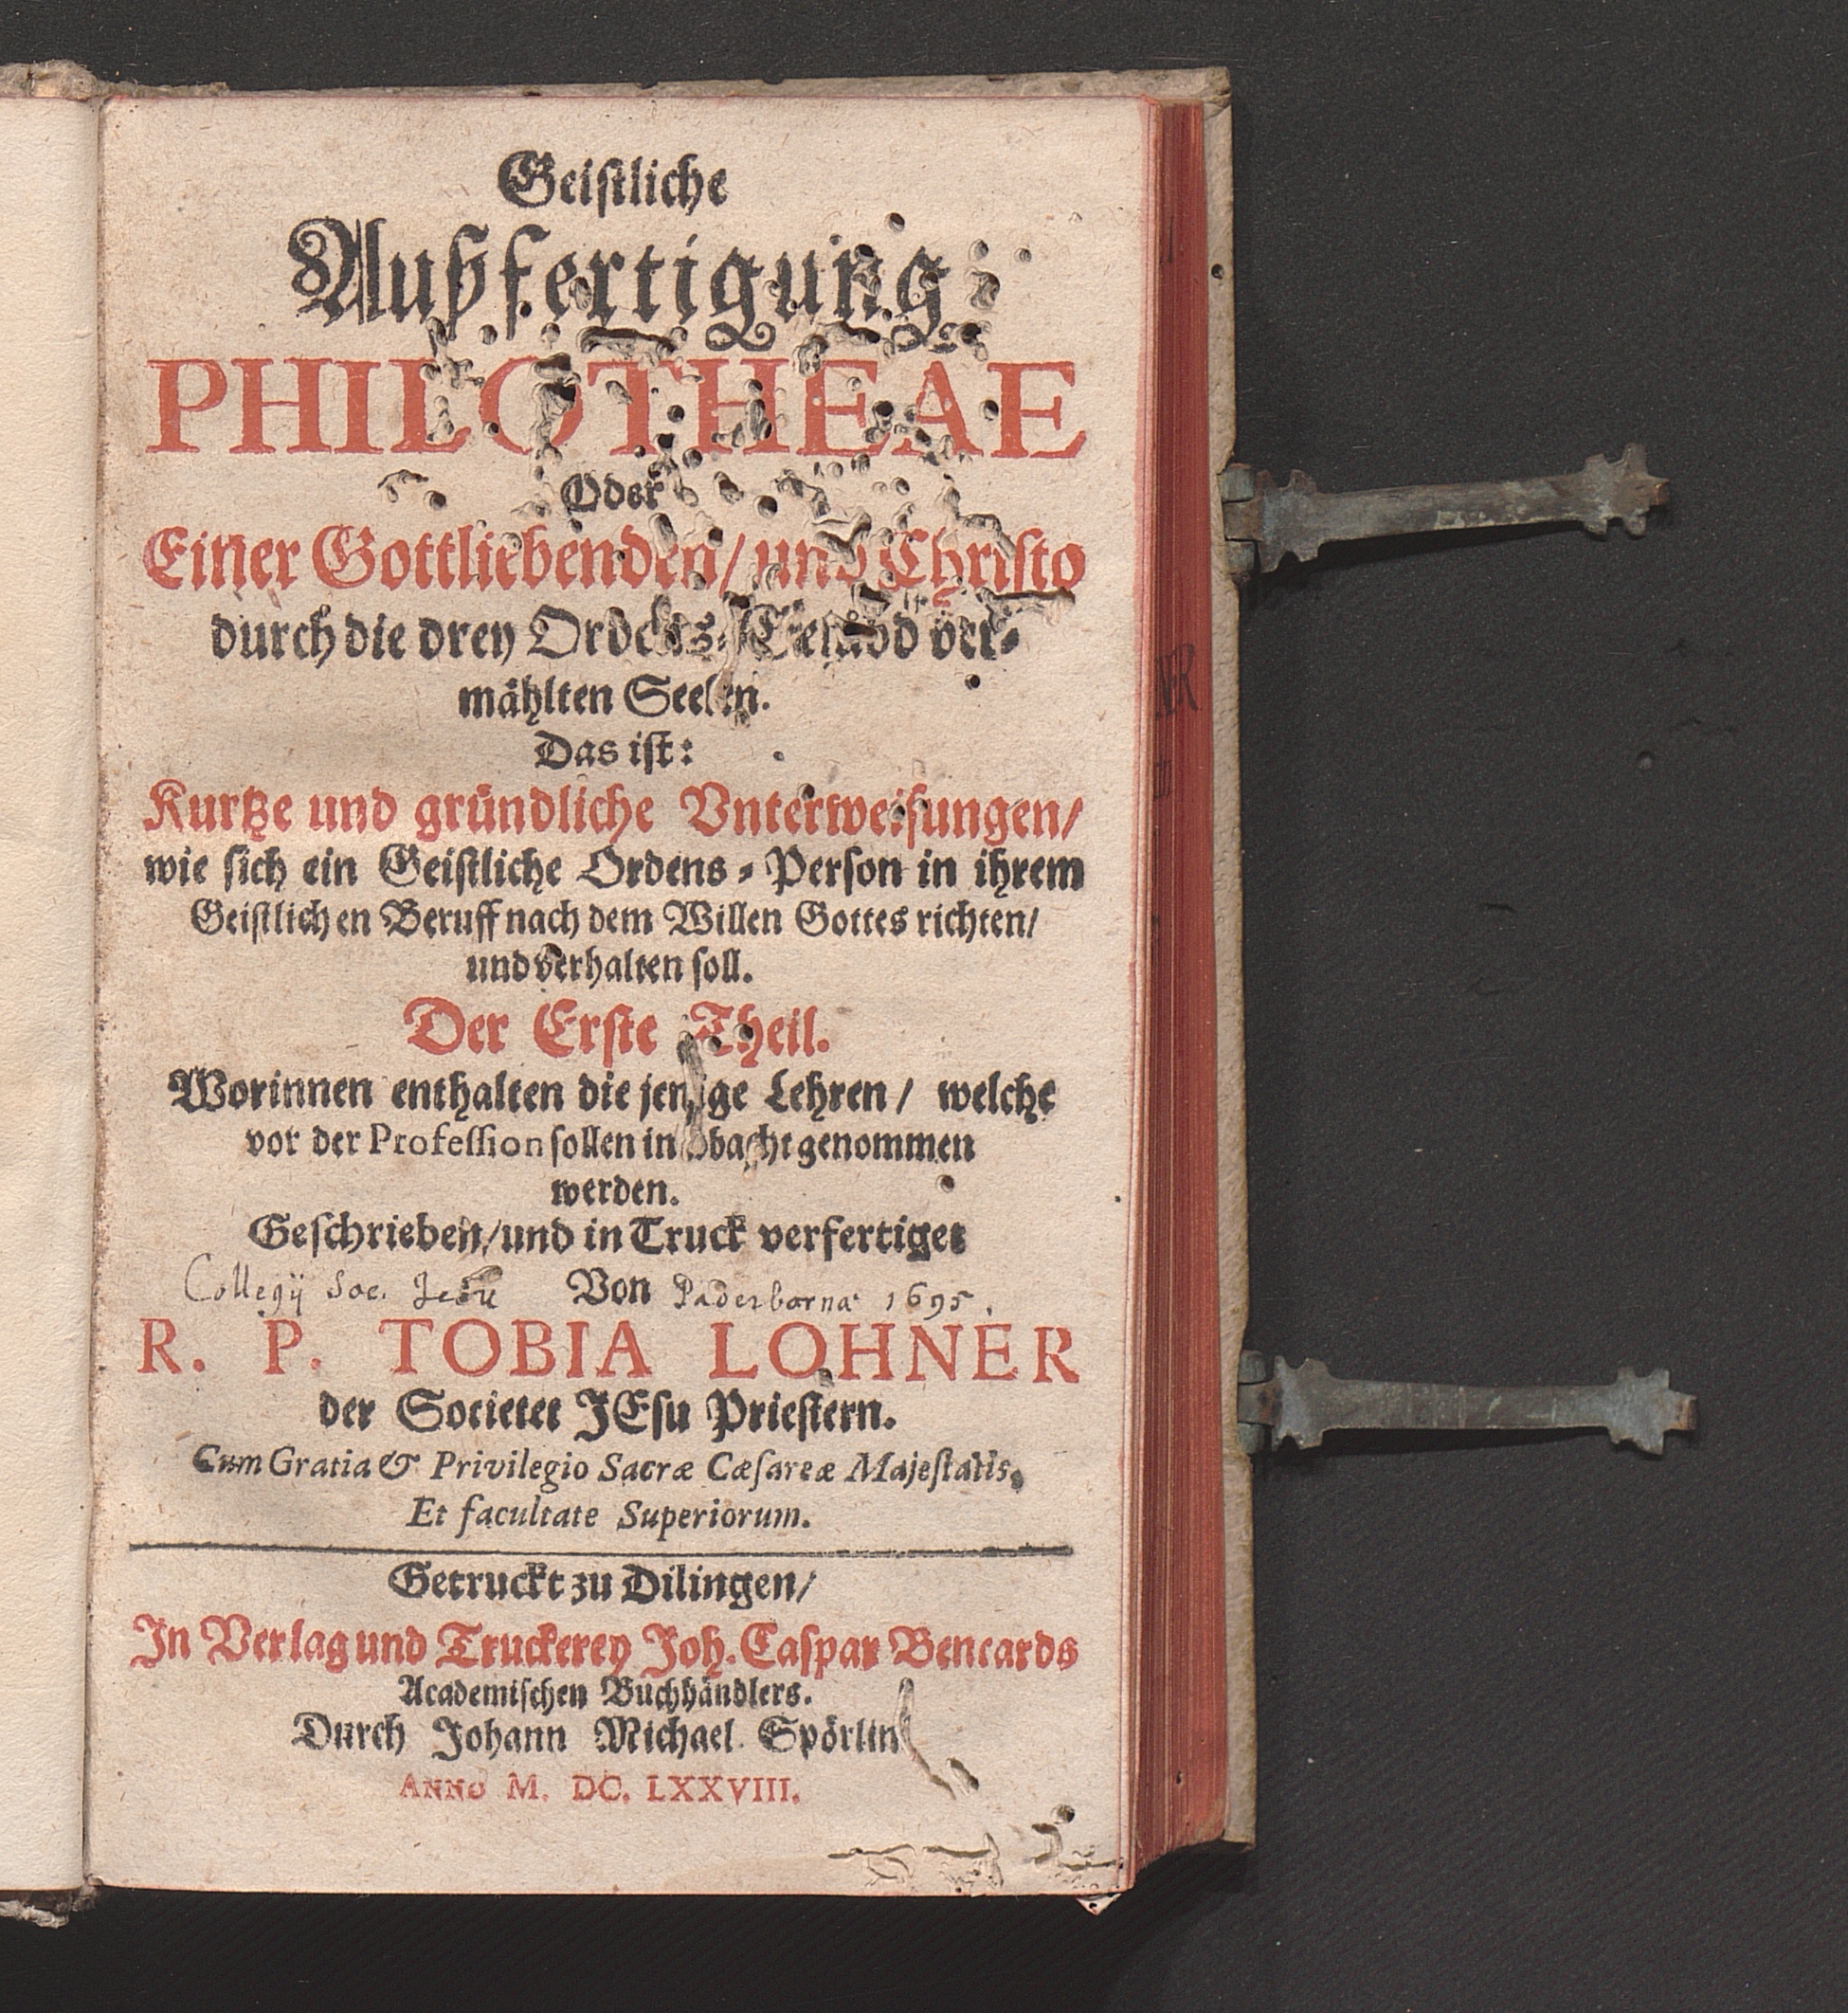 Geistliche
Außfertigung
PHILOTHEAE
Oder
Einer Gottliebenden/ und Christo
durch die drey Ordens- ver-
mählten Seelen.
Das ist:
Kurtze und gründliche Vnterweisungen/
wie sich ein Geistliche Ordens-Person in ihrem
Geistlichen Beruff nach dem Willen Gottes richten/
und verhalten soll.
Der Erste Theil.
Worinnen enthalten die jenige Lehren/ welche
vor der Profession sollen in obacht genommen
werden.
Geschrieben/und in Truck verfertiget
Collegij Soc. Jesu Von Paderbornæ 1695.
R. P. TOBIA LOHNER
der Societet JEsu Priestern.
Cum Gratia & Privilegio Sacræ Cæsareæ Majestatis.
Et facultate Superiorum.
Getruckt zu Dilingen/
In Verlag und Truckerey Joh. Caspar Bencards
Academischen Buchhändlers.
Durch Johann Michael Spörlin
ANNO M. DC. LXXVIII.